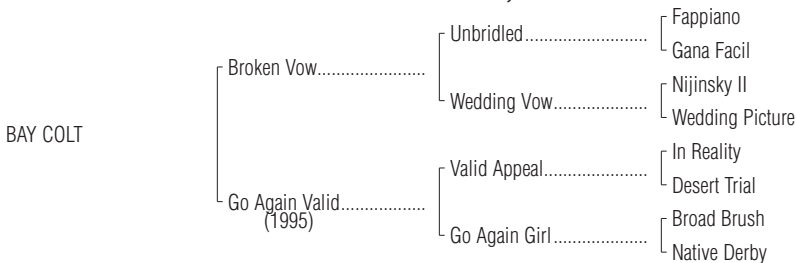 Fappiano
Unbridled
Gana Facil
Broken Vow
Nijinsky II
Wedding Vow
Wedding Picture
BAY COLT
In Reality
Valid Appeal
Desert Trial
Go Again Valid
(1995)
Broad Brush
Go Again Girl
Native Derby